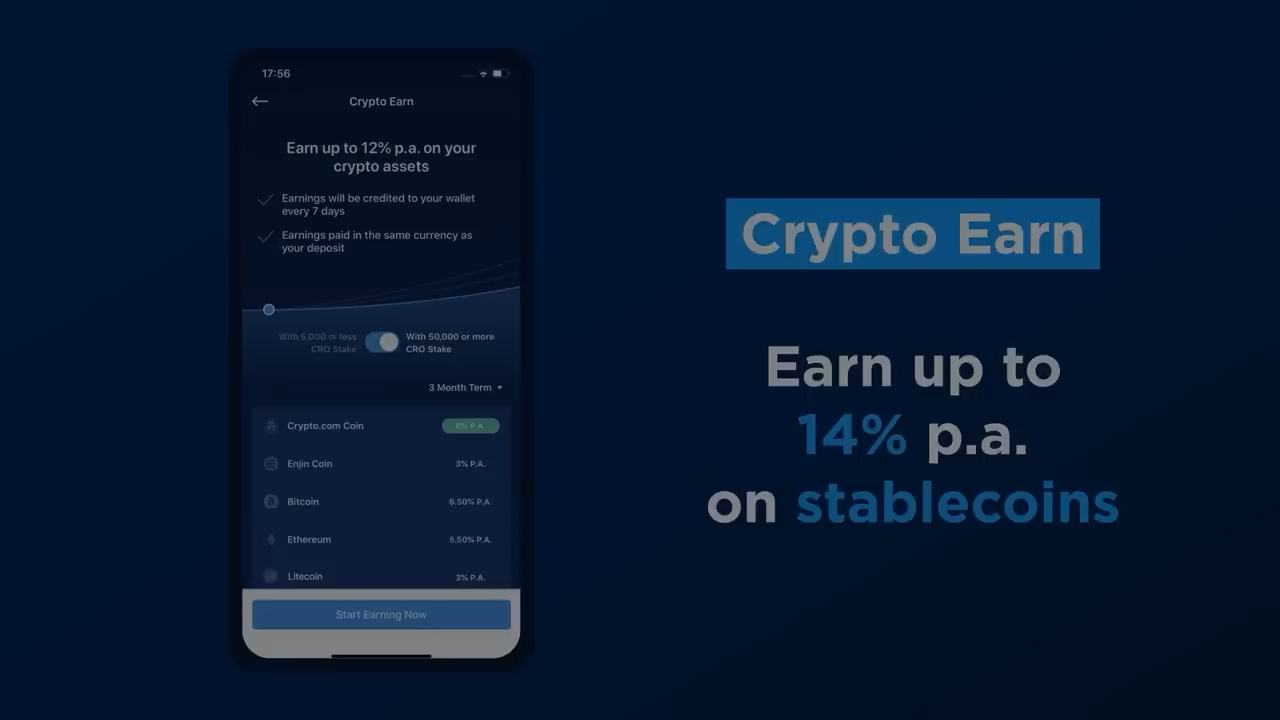 17:56
Crypto Earn
Earn up to 12% p.a. on your
crypto assets
Earnings will be credited to your wallet
every 7 days
Earnings paid in the same currency as
your deposit
With 5,000 or less
CRO Stake
With 50,000 or more
CRO Stake
3 Month Term
Crypto.com Coin
6% P.A.
Enjin Coin
3% P.A.
Bitcoin
6.50% P.A.
Ethereum
5.50% P.A.
Litecoin
3% P.A.
Start Earning Now
Crypto Earn
Earn up to
14% p.a.
on stablecoins